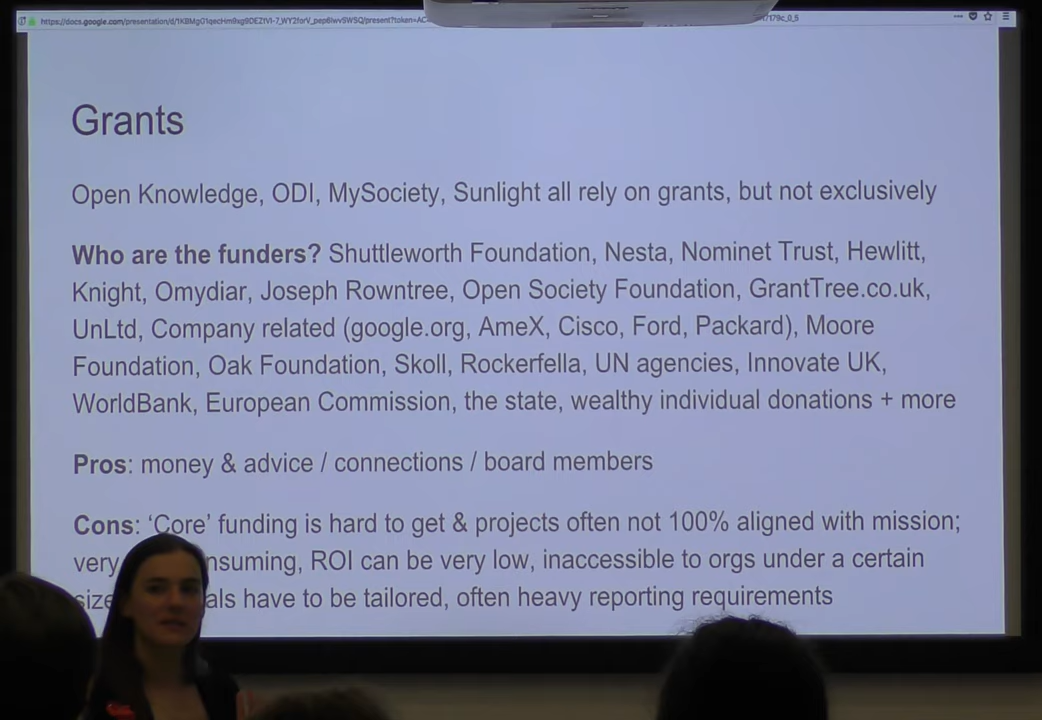 Grants
Open Knowledge, ODI, MySociety, Sunlight all rely on grants, but not exclusively
Who are the funders? Shuttleworth Foundation, Nesta, Nominet Trust, Hewlitt,
Knight, Omydiar, Joseph Rowntree, Open Society Foundation, GrantTree.co.uk,
UnLtd, Company related (google.org, AmeX, Cisco, Ford, Packard), Moore
Foundation, Oak Foundation, Skoll, Rockerfella, UN agencies, Innovate UK,
WorldBank, European Commission, the state, wealthy individual donations + more
Pros: money & advice / connections / board members
Cons: ‘Core’ funding is hard to get & projects often not 100% aligned with mission;
very nsuming, ROI can be very low, inaccessible to orgs under a certain
size als have to be tailored, often heavy reporting requirements